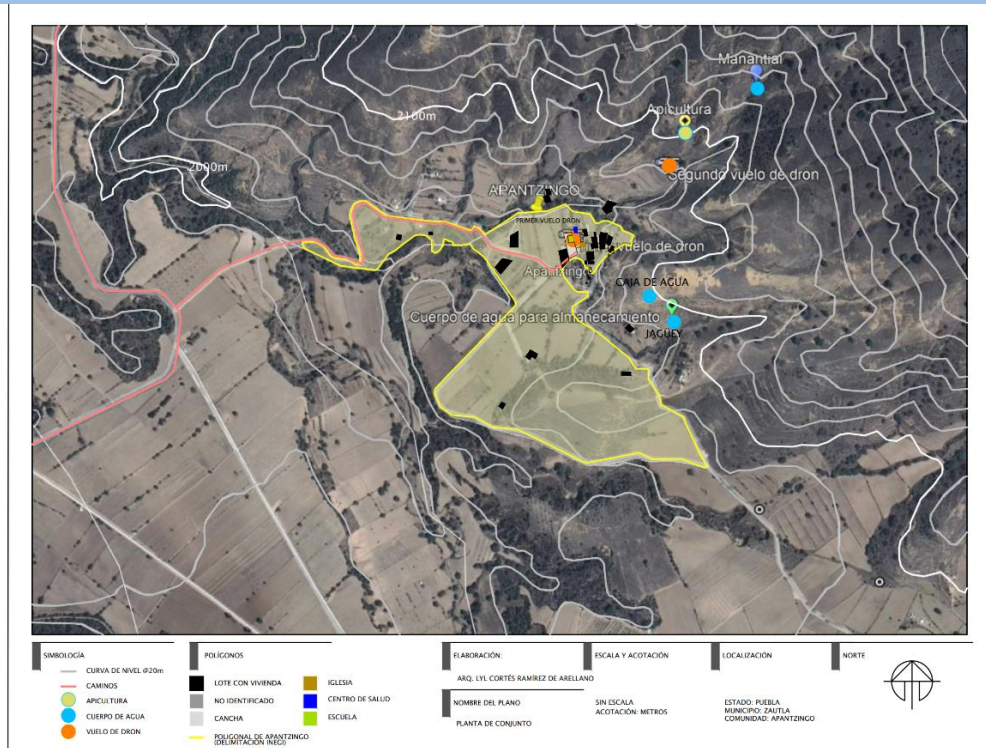 Manantial
2100m
Apicultura
2000m
Segundo vuelo de dron
APANTZINGO
PRIMER VUELO DRON
vuelo de dron
Apantzingo
CAJA DE AGUA
Cuerpo de agua para almanecamiento
JAGÜEY
SIMBOLOGÍA
CURVA DE NIVEL @20m
CAMINOS
APICULTURA
CUERPO DE AGUA
VUELO DE DRON
POLÍGONOS
LOTE CON VIVIENDA
NO IDENTIFICADO
CANCHA
POLIGONAL DE APANTZINGO
(DELIMITACIÓN INEGI)
IGLESIA
CENTRO DE SALUD
ESCUELA
ELABORACIÓN:
ARQ. LYL CORTÉS RAMÍREZ DE ARELLANO
NOMBRE DEL PLANO
PLANTA DE CONJUNTO
ESCALA Y ACOTACIÓN
SIN ESCALA
ACOTACIÓN: METROS
LOCALIZACIÓN
ESTADO: PUEBLA
MUNICIPIO: ZAUTLA
COMUNIDAD: APANTZINGO
NORTE